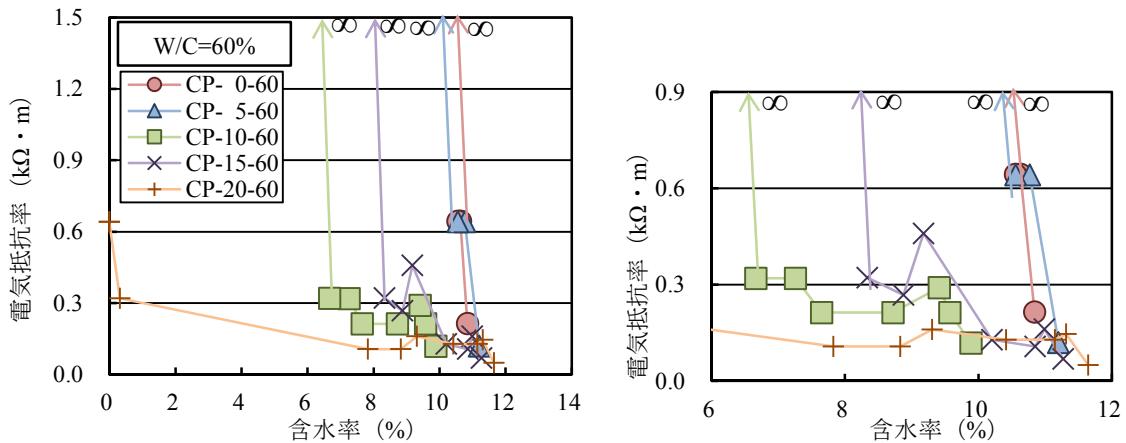 電気抵抗率（kΩ・m）
1.5
1.2
0.9
0.6
0.3
0.0
∞ ∞ ∞ ∞
W/C=60%
CP- 0-60
CP- 5-60
CP-10-60
CP-15-60
CP-20-60
0 2 4 6 8 10 12 14
含水率（%）
電気抵抗率（kΩ・m）
0.9
0.6
0.3
0.0
∞ ∞ ∞ ∞
6 8 10 12
含水率（%）